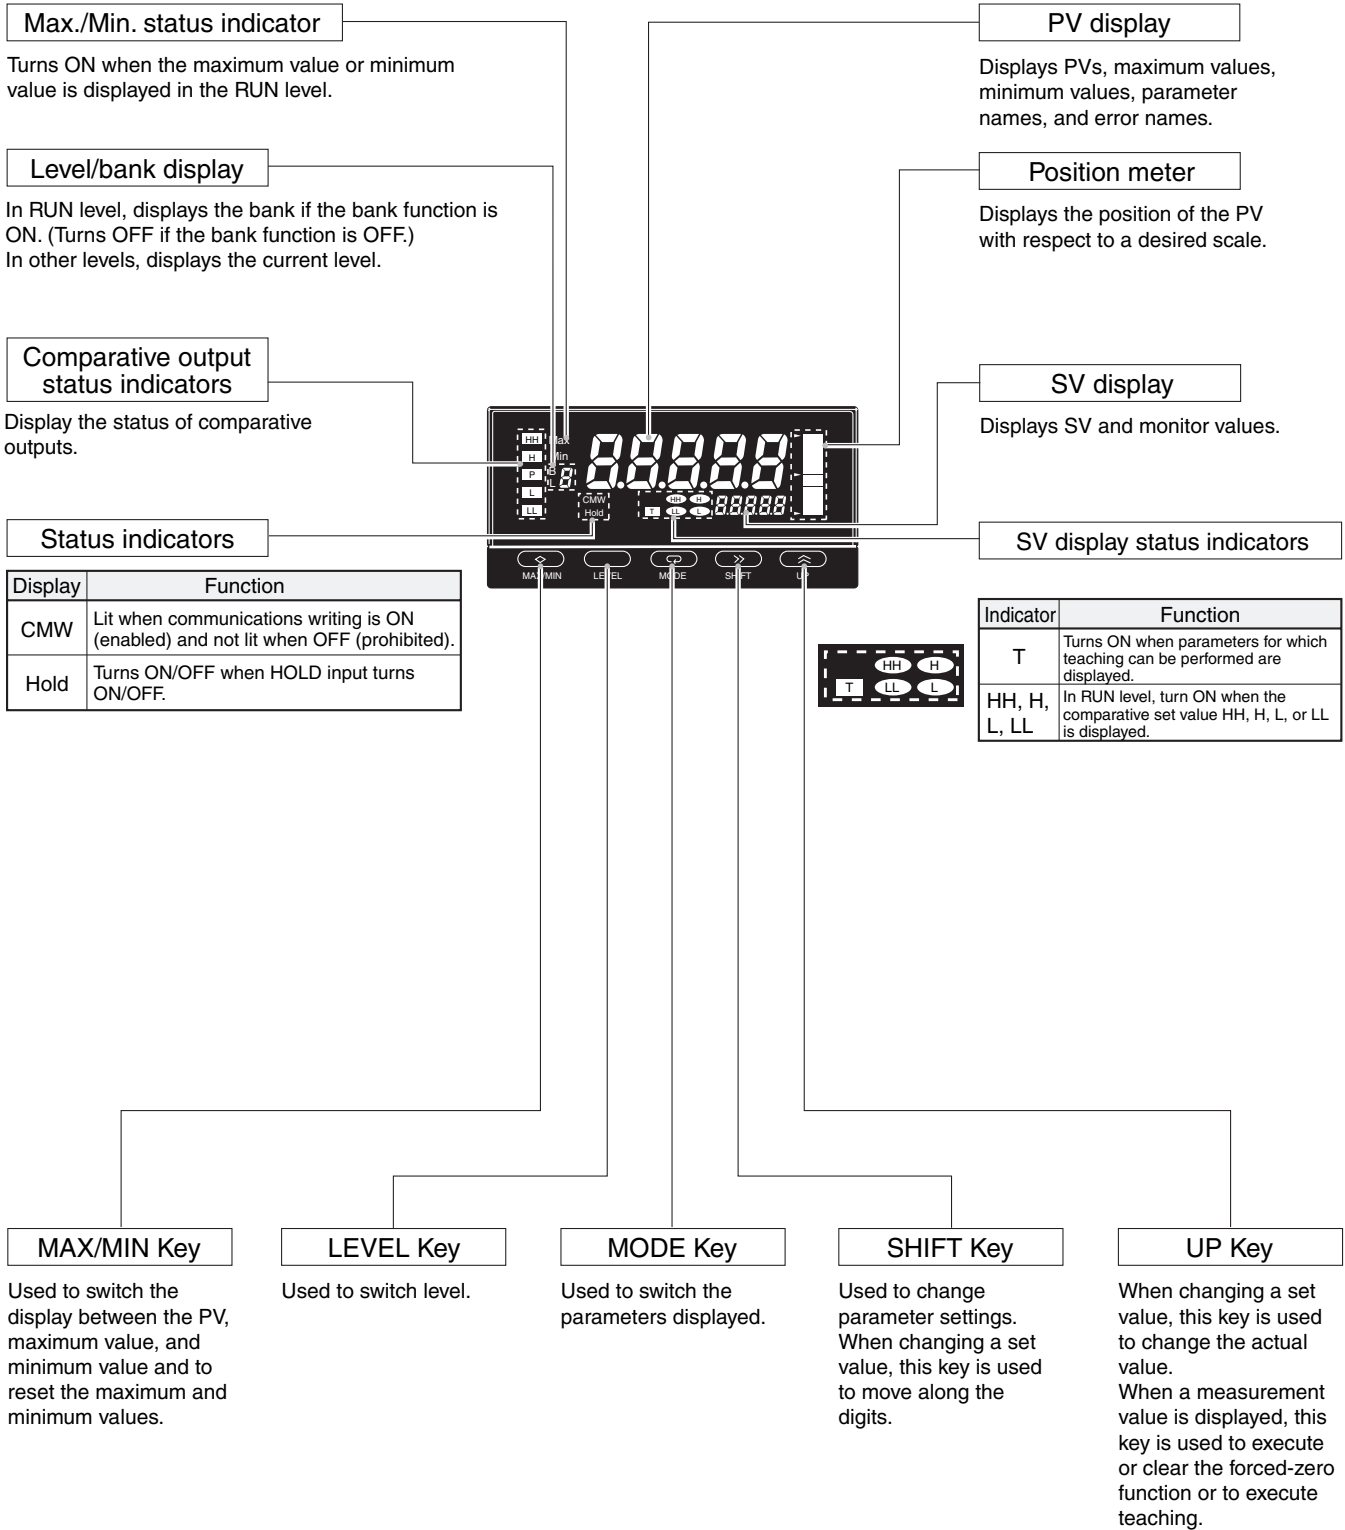 Max./Min. status indicator
Turns ON when the maximum value or minimum
value is displayed in the RUN level.
Level/bank display
In RUN level, displays the bank if the bank function is
ON. (Turns OFF if the bank function is OFF.)
In other levels, displays the current level.
Comparative output
status indicators
Display the status of comparative
outputs.
Status indicators
Display Function
CMW
Lit when communications writing is ON
(enabled) and not lit when OFF (prohibited).
Hold
Turns ON/OFF when HOLD input turns
ON/OFF.
PV display
Displays PVs, maximum values,
minimum values, parameter
names, and error names.
Position meter
Displays the position of the PV
with respect to a desired scale.
SV display
Displays SV and monitor values.
SV display status indicators
Indicator Function
T
Turns ON when parameters for which
teaching can be performed are
displayed.
HH, H,
L, LL
In RUN level, turn ON when the
comparative set value HH, H, L, or LL
is displayed.
HH Max
H Min
P B
L L 8
LL
88888
CMW
Hold
HH H
T LL L
88888
MAX/MIN LEVEL MODE SHIFT UP
HH H
T LL L
MAX/MIN Key
Used to switch the
display between the PV,
maximum value, and
minimum value and to
reset the maximum and
minimum values.
LEVEL Key
Used to switch level.
MODE Key
Used to switch the
parameters displayed.
SHIFT Key
Used to change
parameter settings.
When changing a set
value, this key is used
to move along the
digits.
UP Key
When changing a set
value, this key is used
to change the actual
value.
When a measurement
value is displayed, this
key is used to execute
or clear the forced-zero
function or to execute
teaching.